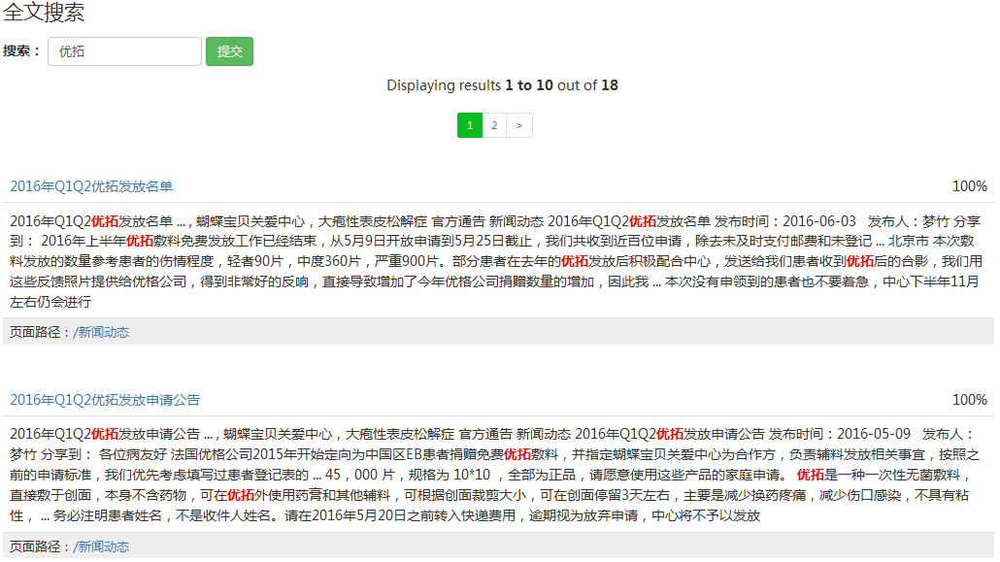 全文搜索
搜索： 优拓 提交
Displaying results 1 to 10 out of 18
1 2 >
2016年Q1Q2优拓发放名单 100%
2016年Q1Q2优拓发放名单 ...，蝴蝶宝贝关爱中心，大疱性表皮松解症 官方通告 新闻动态 2016年Q1Q2优拓发放名单 发布时间：2016-06-03 发布人：梦竹 分享
到： 2016年上半年优拓敷料免费发放工作已经结束，从5月9日开放申请到5月25日截止，我们共收到近百位申请，除去未及时支付邮费和未登记 ... 北京市 本次敷
料发放的数量参考患者的伤情程度，轻者90片，中度360片，严重900片。部分患者在去年的优拓发放后积极配合中心，发送给我们患者收到优拓后的合影，我们用
这些反馈照片提供给优格公司，得到非常好的反响，直接导致增加了今年优格公司捐赠数量的增加，因此我 ... 本次没有申领到的患者也不要着急，中心下半年11月
左右仍会进行
页面路径：/新闻动态
2016年Q1Q2优拓发放申请公告 100%
2016年Q1Q2优拓发放申请公告 ...，蝴蝶宝贝关爱中心，大疱性表皮松解症 官方通告 新闻动态 2016年Q1Q2优拓发放申请公告 发布时间：2016-05-09 发布人：
梦竹 分享到： 各位病友好 法国优格公司2015年开始定向为中国区EB患者捐赠免费优拓敷料，并指定蝴蝶宝贝关爱中心为合作方，负责辅料发放相关事宜，按照之
前的申请标准，我们优先考虑填写过患者登记表的 ... 45，000 片，规格为 10*10 ，全部为正品，请愿意使用这些产品的家庭申请。 优拓是一种一次性无菌敷料，
直接敷于创面，本身不含药物，可在优拓外使用药膏和其他辅料，可根据创面裁剪大小，可在创面停留3天左右，主要是减少换药疼痛，减少伤口感染，不具有粘
性， ... 务必注明患者姓名，不是收件人姓名。请在2016年5月20日之前转入快递费用，逾期视为放弃申请，中心将不予以发放
页面路径：/新闻动态